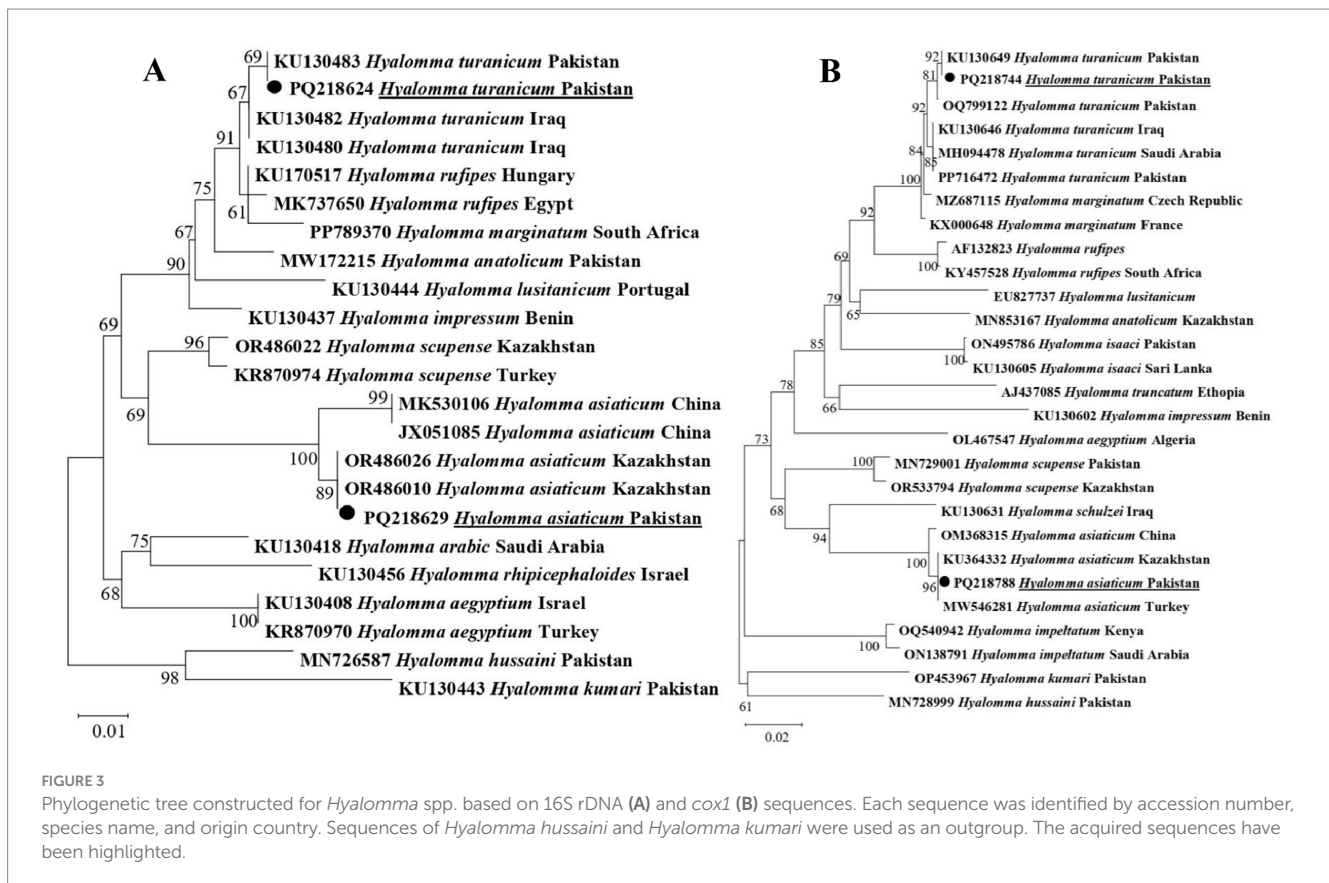 A
69
KU130483 Hyalomma turanicum Pakistan
PQ218624 Hyalomma turanicum Pakistan
67
KU130482 Hyalomma turanicum Iraq
91
KU130480 Hyalomma turanicum Iraq
KU170517 Hyalomma rufipes Hungary
75
MK737650 Hyalomma rufipes Egypt
61
PP789370 Hyalomma marginatum South Africa
67
MW172215 Hyalomma anatolicum Pakistan
90
KU130444 Hyalomma lusitanicum Portugal
KU130437 Hyalomma impressum Benin
69
96
OR486022 Hyalomma scupense Kazakhstan
KR870974 Hyalomma scupense Turkey
69
99
MK530106 Hyalomma asiaticum China
JX051085 Hyalomma asiaticum China
100
OR486026 Hyalomma asiaticum Kazakhstan
89
OR486010 Hyalomma asiaticum Kazakhstan
PQ218629 Hyalomma asiaticum Pakistan
75
KU130418 Hyalomma arabic Saudi Arabia
KU130456 Hyalomma rhipicephaloides Israel
68
KU130408 Hyalomma aegyptium Israel
100
KR870970 Hyalomma aegyptium Turkey
MN726587 Hyalomma hussaini Pakistan
98
KU130443 Hyalomma kumari Pakistan
0.01
B
92
KU130649 Hyalomma turanicum Pakistan
81
PQ218744 Hyalomma turanicum Pakistan
92
OQ799122 Hyalomma turanicum Pakistan
KU130646 Hyalomma turanicum Iraq
84
MH094478 Hyalomma turanicum Saudi Arabia
85
PP716472 Hyalomma turanicum Pakistan
100
MZ687115 Hyalomma marginatum Czech Republic
KX000648 Hyalomma marginatum France
92
AF132823 Hyalomma rufipes
100
KY457528 Hyalomma rufipes South Africa
69
EU827737 Hyalomma lusitanicum
65
MN853167 Hyalomma anatolicum Kazakhstan
79
ON495786 Hyalomma isaaci Pakistan
100
KU130605 Hyalomma isaaci Sari Lanka
85
AJ437085 Hyalomma truncatum Ethopia
66
KU130602 Hyalomma impressum Benin
78
OL467547 Hyalomma aegyptium Algeria
73
100
MN729001 Hyalomma scupense Pakistan
OR533794 Hyalomma scupense Kazakhstan
68
KU130631 Hyalomma schulzei Iraq
94
OM368315 Hyalomma asiaticum China
100
KU364332 Hyalomma asiaticum Kazakhstan
96
PQ218788 Hyalomma asiaticum Pakistan
MW546281 Hyalomma asiaticum Turkey
OQ540942 Hyalomma impeltatum Kenya
100
ON138791 Hyalomma impeltatum Saudi Arabia
OP453967 Hyalomma kumari Pakistan
61
MN728999 Hyalomma hussaini Pakistan
0.02
FIGURE 3
Phylogenetic tree constructed for Hyalomma spp. based on 16S rDNA (A) and cox1 (B) sequences. Each sequence was identified by accession number,
species name, and origin country. Sequences of Hyalomma hussaini and Hyalomma kumari were used as an outgroup. The acquired sequences have
been highlighted.